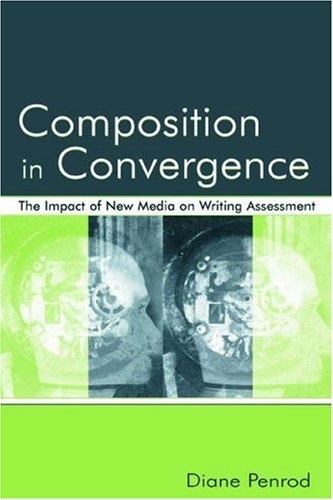 Composition
in Convergence
The Impact of New Media on Writing Assessment
Diane Penrod